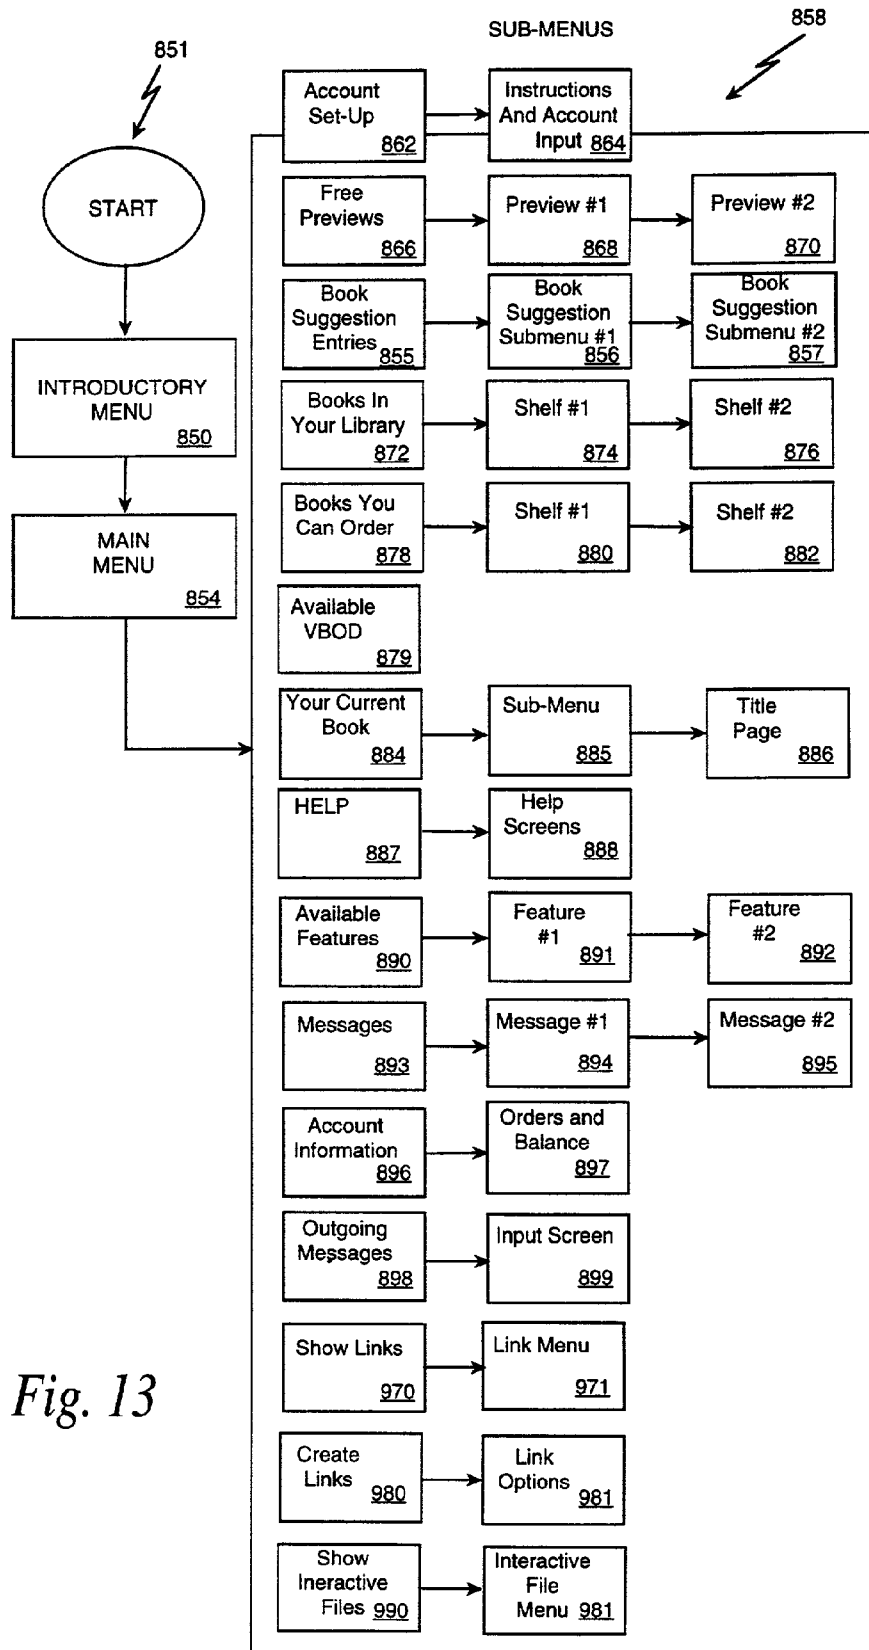 SUB-MENUS
858
851
START
INTRODUCTORY
MENU
850
MAIN
MENU
854
Account
Set-Up
862
Instructions
And Account
Input
864
Free
Previews
866
Preview #1
868
Preview #2
870
Book
Suggestion
Entries
855
Book
Suggestion
Submenu #1
856
Book
Suggestion
Submenu #2
857
Books In
Your Library
872
Shelf #1
874
Shelf #2
876
Books You
Can Order
878
Shelf #1
880
Shelf #2
882
Available
VBOD
879
Your Current
Book
884
Sub-Menu
885
Title
Page
886
HELP
887
Help
Screens
888
Available
Features
890
Feature
#1
891
Feature
#2
892
Messages
893
Message #1
894
Message #2
895
Account
Information
896
Orders and
Balance
897
Outgoing
Messages
898
Input Screen
899
Show Links
970
Link Menu
971
Create
Links
980
Link
Options
981
Show
Ineractive
Files 990
Interactive
File
Menu 981
Fig. 13